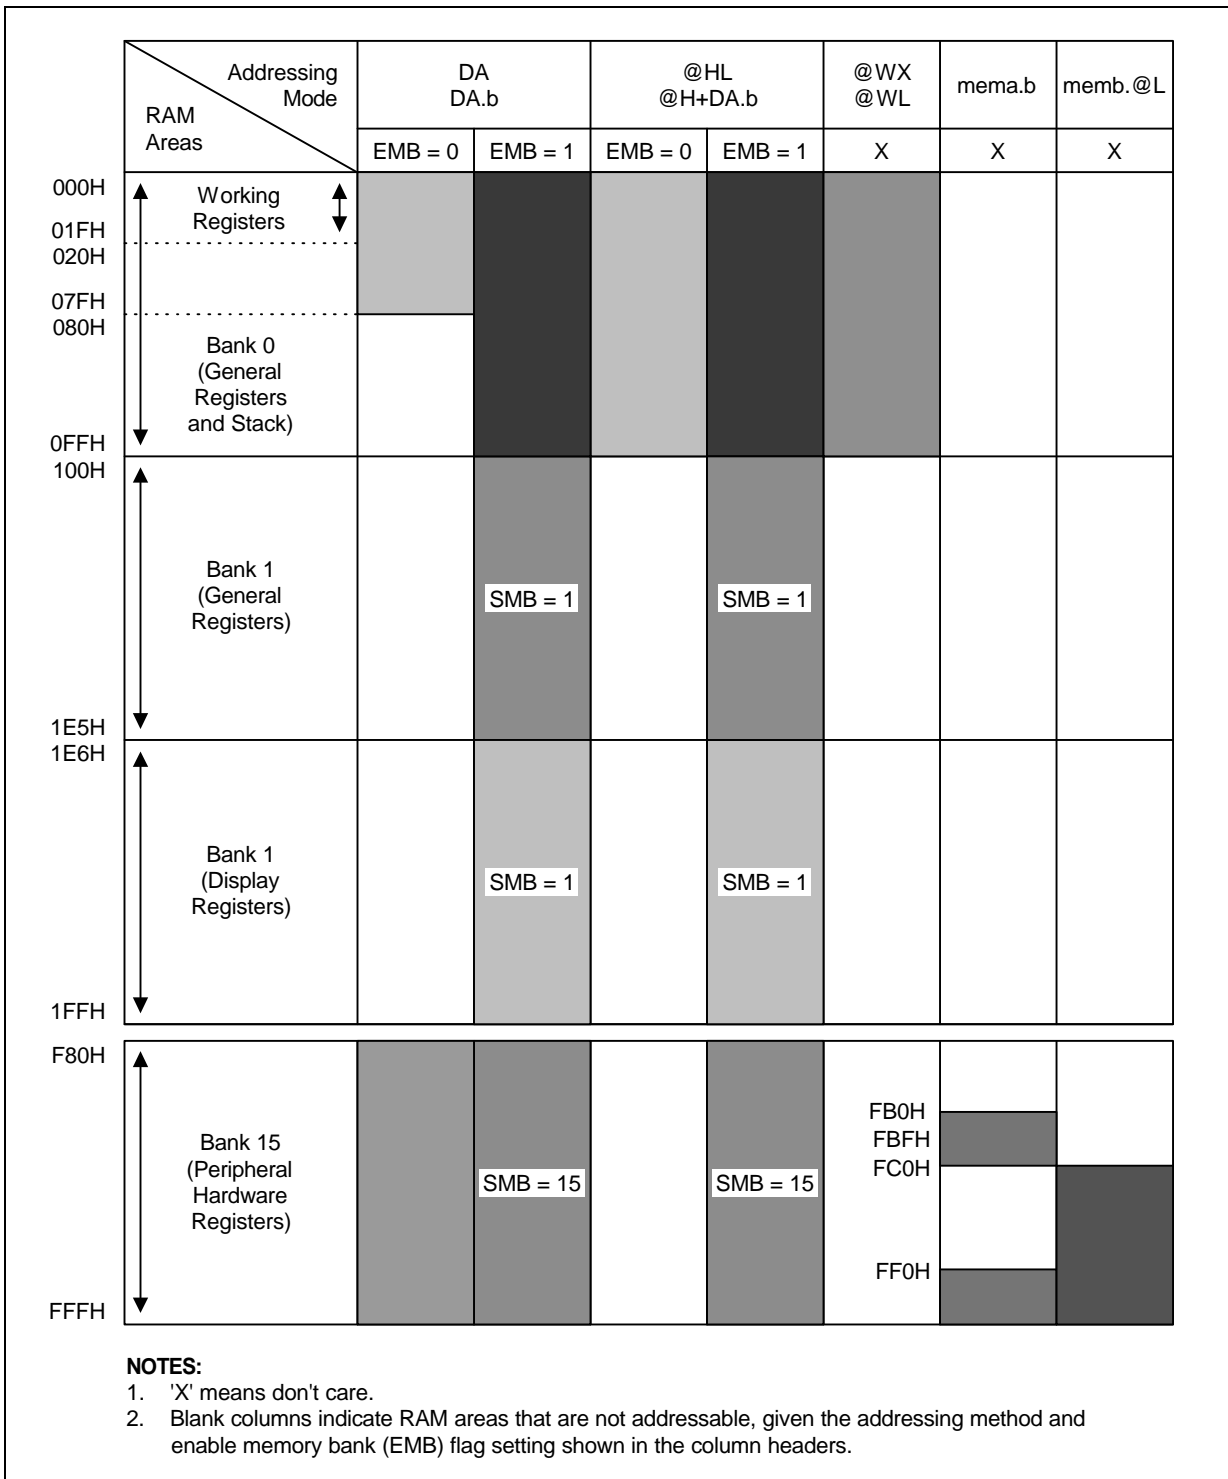 Addressing
Mode
RAM
Areas
DA
DA.b
@HL
@H+DA.b
@WX
@WL
mema.b
memb.@L
EMB = 0
EMB = 1
EMB = 0
EMB = 1
X
X
X
000H
01FH
020H
07FH
080H
0FFH
Working
Registers
Bank 0
(General
Registers
and Stack)
100H
1E5H
Bank 1
(General
Registers)
SMB = 1
SMB = 1
1E6H
1FFH
Bank 1
(Display
Registers)
SMB = 1
SMB = 1
F80H
FFFH
Bank 15
(Peripheral
Hardware
Registers)
SMB = 15
SMB = 15
FB0H
FBFH
FC0H
FF0H
NOTES:
1. 'X' means don't care.
2. Blank columns indicate RAM areas that are not addressable, given the addressing method and
enable memory bank (EMB) flag setting shown in the column headers.